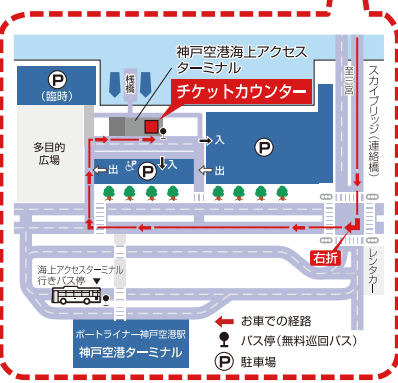 神戸空港海上アクセス
ターミナル
チケットカウンター
桟橋
P
(臨時)
至三宮
スカイブリッジ(連絡橋)
多目的
広場
入
P
出
P
入
出
右折
レンタカー
海上アクセスターミナル
行きバス停
ポートライナー神戸空港駅
神戸空港ターミナル
お車での経路
バス停(無料巡回バス)
P 駐車場